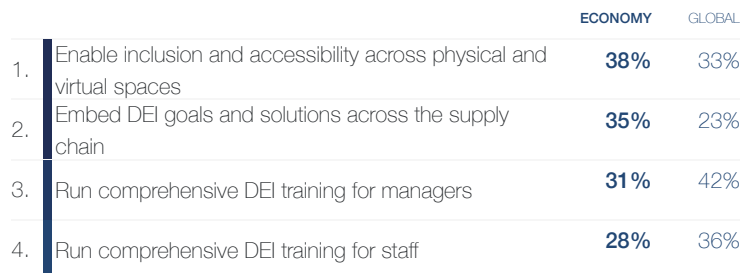 ECONOMY GLOBAL
Enable inclusion and accessibility across physical and
1. 38% 33%
virtual spaces
Embed DEI goals and solutions across the supply
2. 35% 23%
chain
3. Run comprehensive DEI training for managers 31% 42%
4. Run comprehensive DEI training for staff 28% 36%